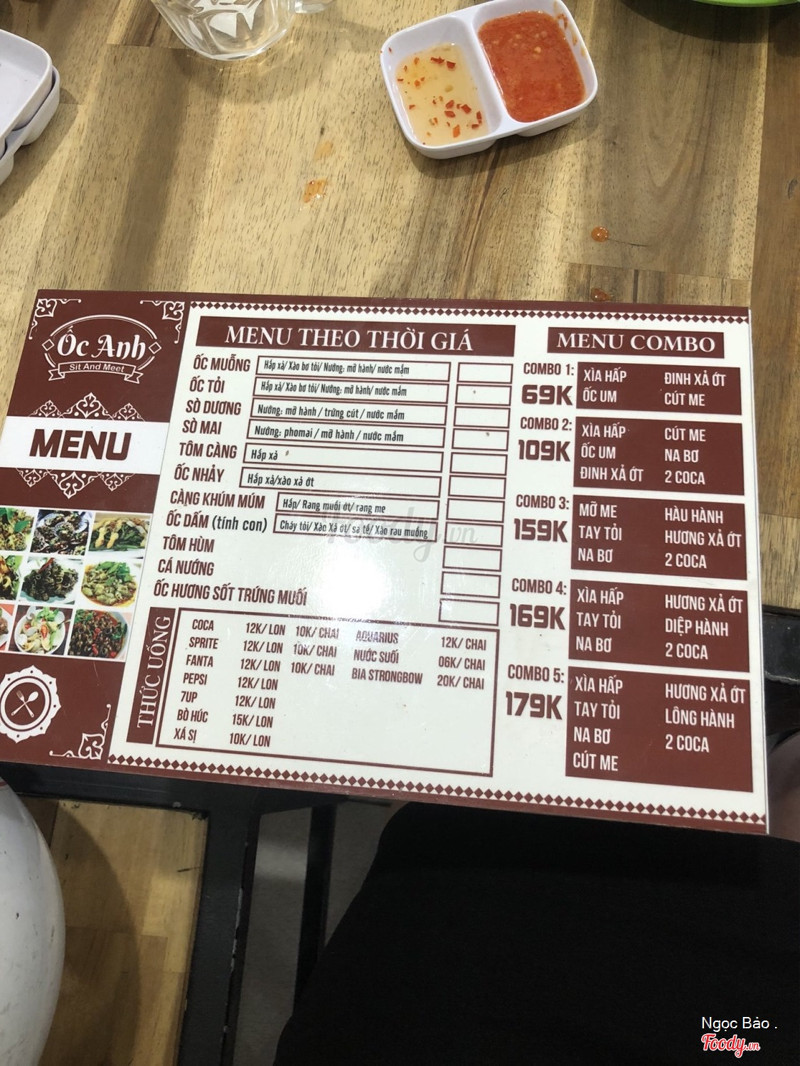 Ốc Anh
Sit And Meet
MENU
MENU THEO THỜI GIÁ
ỐC MUỖNG Hấp xả/ Xào bơ tỏi/ Nướng: mỡ hành/ nước mắm
ỐC TỎI Hấp xả/ Xào bơ tỏi/ Nướng: mỡ hành/ nước mắm
SÒ DƯƠNG Nướng: mỡ hành / trứng cút / nước mắm
SÒ MAI Nướng: phomai / mỡ hành / nước mắm
TÔM CÀNG Hấp xả
ỐC NHẢY Hấp xả/xào xả ớt
CÀNG KHÚM MÚM Hấp/ Rang muối ớt/ rang me
ỐC DẤM (tính con) Cháy tỏi/ Xào Xả ớt/ sa tế/ Xào rau muống
TÔM HÙM
CÁ NƯỚNG
ỐC HƯƠNG SỐT TRỨNG MUỐI
THỨC UỐNG
COCA 12K/ LON 10K/ CHAI AQUARIUS 12K/ CHAI
SPRITE 12K/ LON 10K/ CHAI NƯỚC SUỐI 06K/ CHAI
FANTA 12K/ LON 10K/ CHAI BIA STRONGBOW 20K/ CHAI
PEPSI 12K/ LON
7UP 12K/ LON
BÒ HÚC 15K/ LON
XÁ SỊ 10K/ LON
MENU COMBO
COMBO 1:
69K
XÌA HẤP ĐINH XẢ ỚT
ỐC UM CÚT ME
COMBO 2:
109K
XÌA HẤP CÚT ME
ỐC UM NA BƠ
ĐINH XẢ ỚT 2 COCA
COMBO 3:
159K
MỠ ME HÀU HÀNH
TAY TỎI HƯƠNG XẢ ỚT
NA BƠ 2 COCA
COMBO 4:
169K
XÌA HẤP HƯƠNG XẢ ỚT
TAY TỎI DIỆP HÀNH
NA BƠ 2 COCA
COMBO 5:
179K
XÌA HẤP HƯƠNG XẢ ỚT
TAY TỎI LÔNG HÀNH
NA BƠ 2 COCA
CÚT ME
Foody.vn
Ngọc Bảo .
Foody.vn